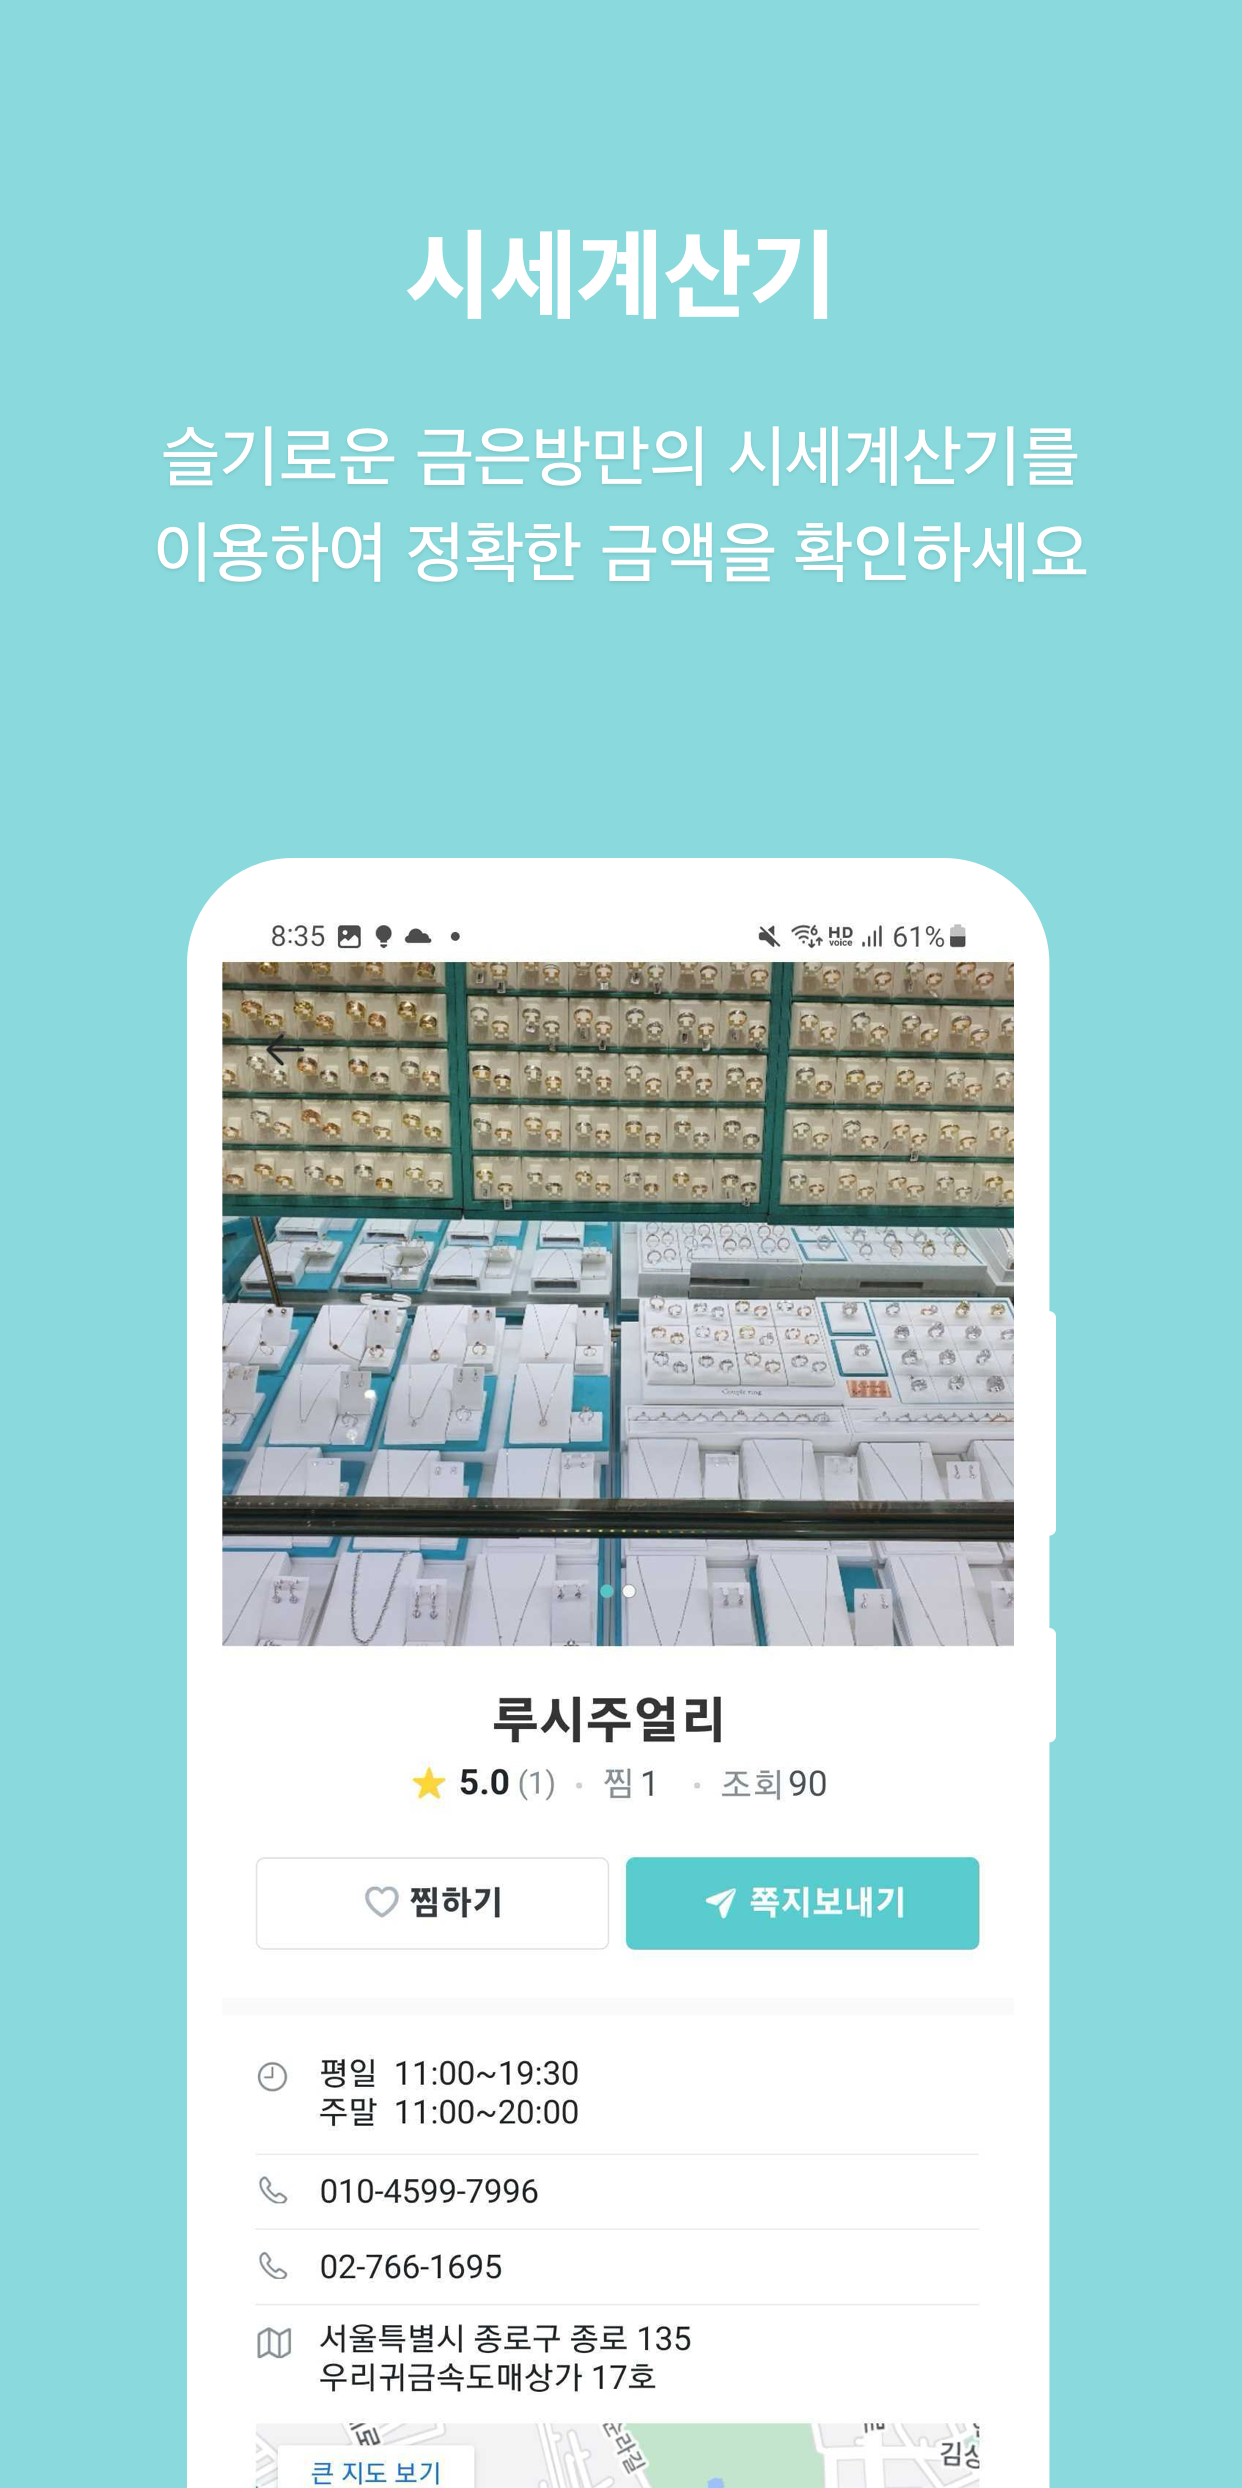 시세계산기
슬기로운 금은방만의 시세계산기를
이용하여 정확한 금액을 확인하세요
8:35
HD voice 61%
Couple ring
루시주얼리
5.0 (1) · 찜 1 · 조회 90
찜하기
쪽지보내기
평일 11:00~19:30
주말 11:00~20:00
010-4599-7996
02-766-1695
서울특별시 종로구 종로 135
우리귀금속도매상가 17호
큰 지도 보기